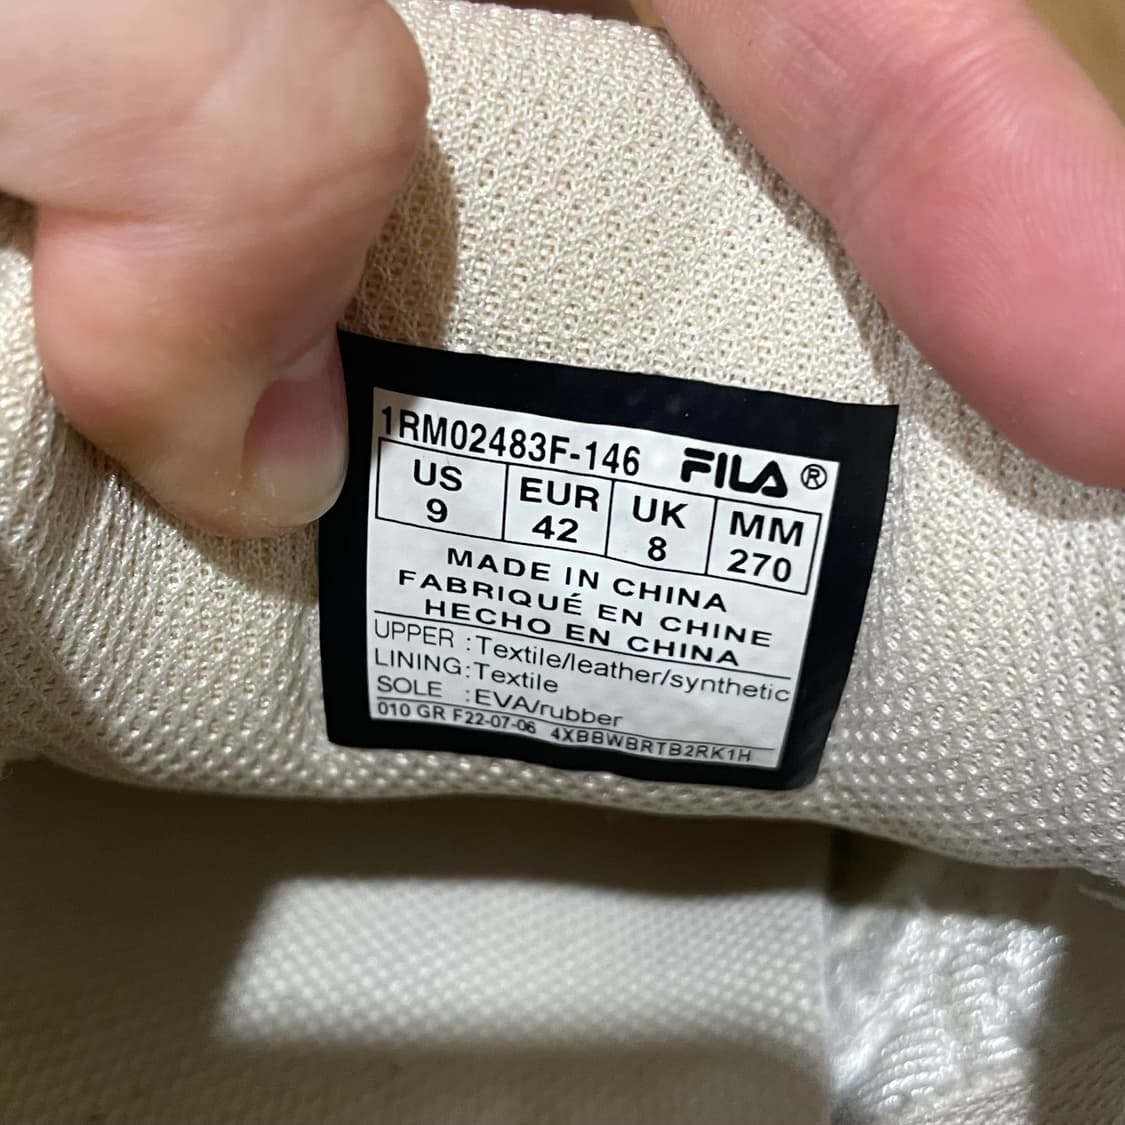 1RM02483F-146 FILA®
US EUR UK MM
9 42 8 270
MADE IN CHINA
FABRIQUÉ EN CHINE
HECHO EN CHINA
UPPER :Textile/leather/synthetic
LINING:Textile
SOLE :EVA/rubber
010 GR F22-07-06 4XBBWBRTB2RK1H